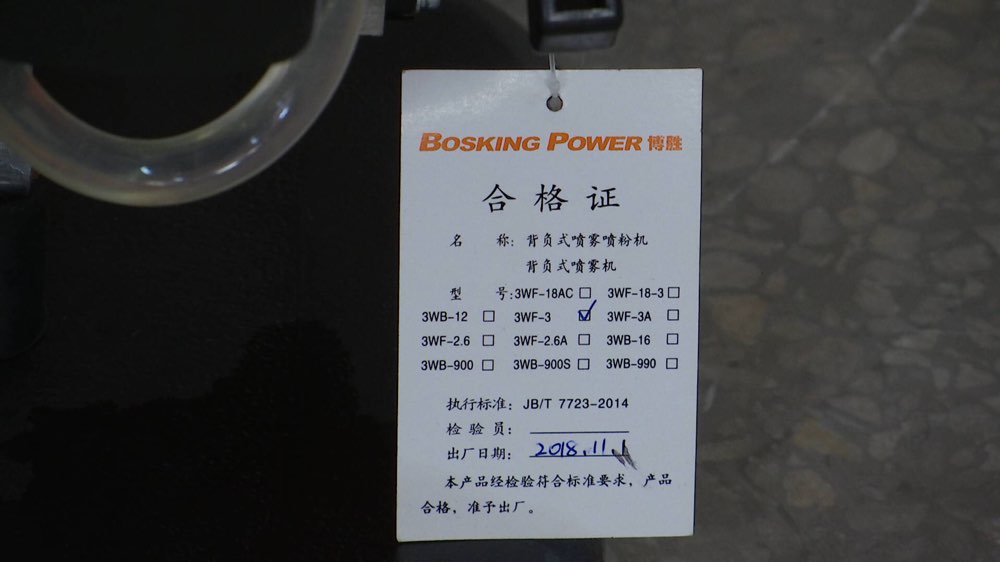 BOSKING POWER 博胜
合格证
名 称: 背负式喷雾喷粉机
背负式喷雾机
型 号: 3WF-18AC □ 3WF-18-3 □
3WB-12 □ 3WF-3 ☑ 3WF-3A □
3WF-2.6 □ 3WF-2.6A □ 3WB-16 □
3WB-900 □ 3WB-900S □ 3WB-990 □
执行标准: JB/T 7723-2014
检 验 员:
出厂日期: 2018.11.1
本产品经检验符合标准要求, 产品
合格, 准予出厂。